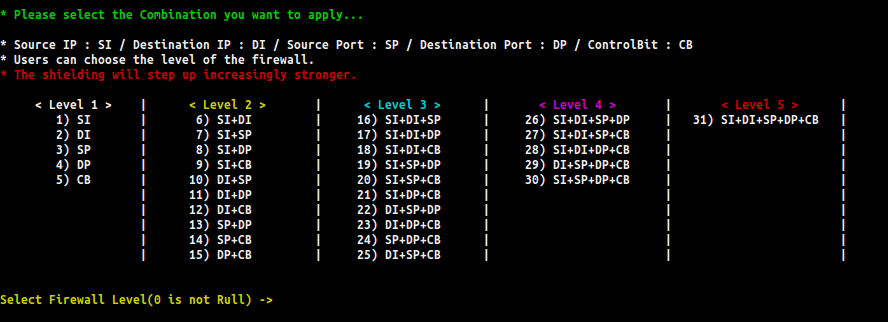 * Please select the Combination you want to apply...
* Source IP : SI / Destination IP : DI / Source Port : SP / Destination Port : DP / ControlBit : CB
* Users can choose the level of the firewall.
* The shielding will step up increasingly stronger.
< Level 1 > | < Level 2 > | < Level 3 > | < Level 4 > | < Level 5 > |
1) SI | 6) SI+DI | 16) SI+DI+SP | 26) SI+DI+SP+DP | 31) SI+DI+SP+DP+CB |
2) DI | 7) SI+SP | 17) SI+DI+DP | 27) SI+DI+SP+CB | |
3) SP | 8) SI+DP | 18) SI+DI+CB | 28) SI+DI+DP+CB | |
4) DP | 9) SI+CB | 19) SI+SP+DP | 29) DI+SP+DP+CB | |
5) CB | 10) DI+SP | 20) SI+SP+CB | 30) SI+SP+DP+CB | |
| 11) DI+DP | 21) SI+DP+CB | | |
| 12) DI+CB | 22) DI+SP+DP | | |
| 13) SP+DP | 23) DI+DP+CB | | |
| 14) SP+CB | 24) SP+DP+CB | | |
| 15) DP+CB | 25) DI+SP+CB | | |
Select Firewall Level(0 is not Rull) ->